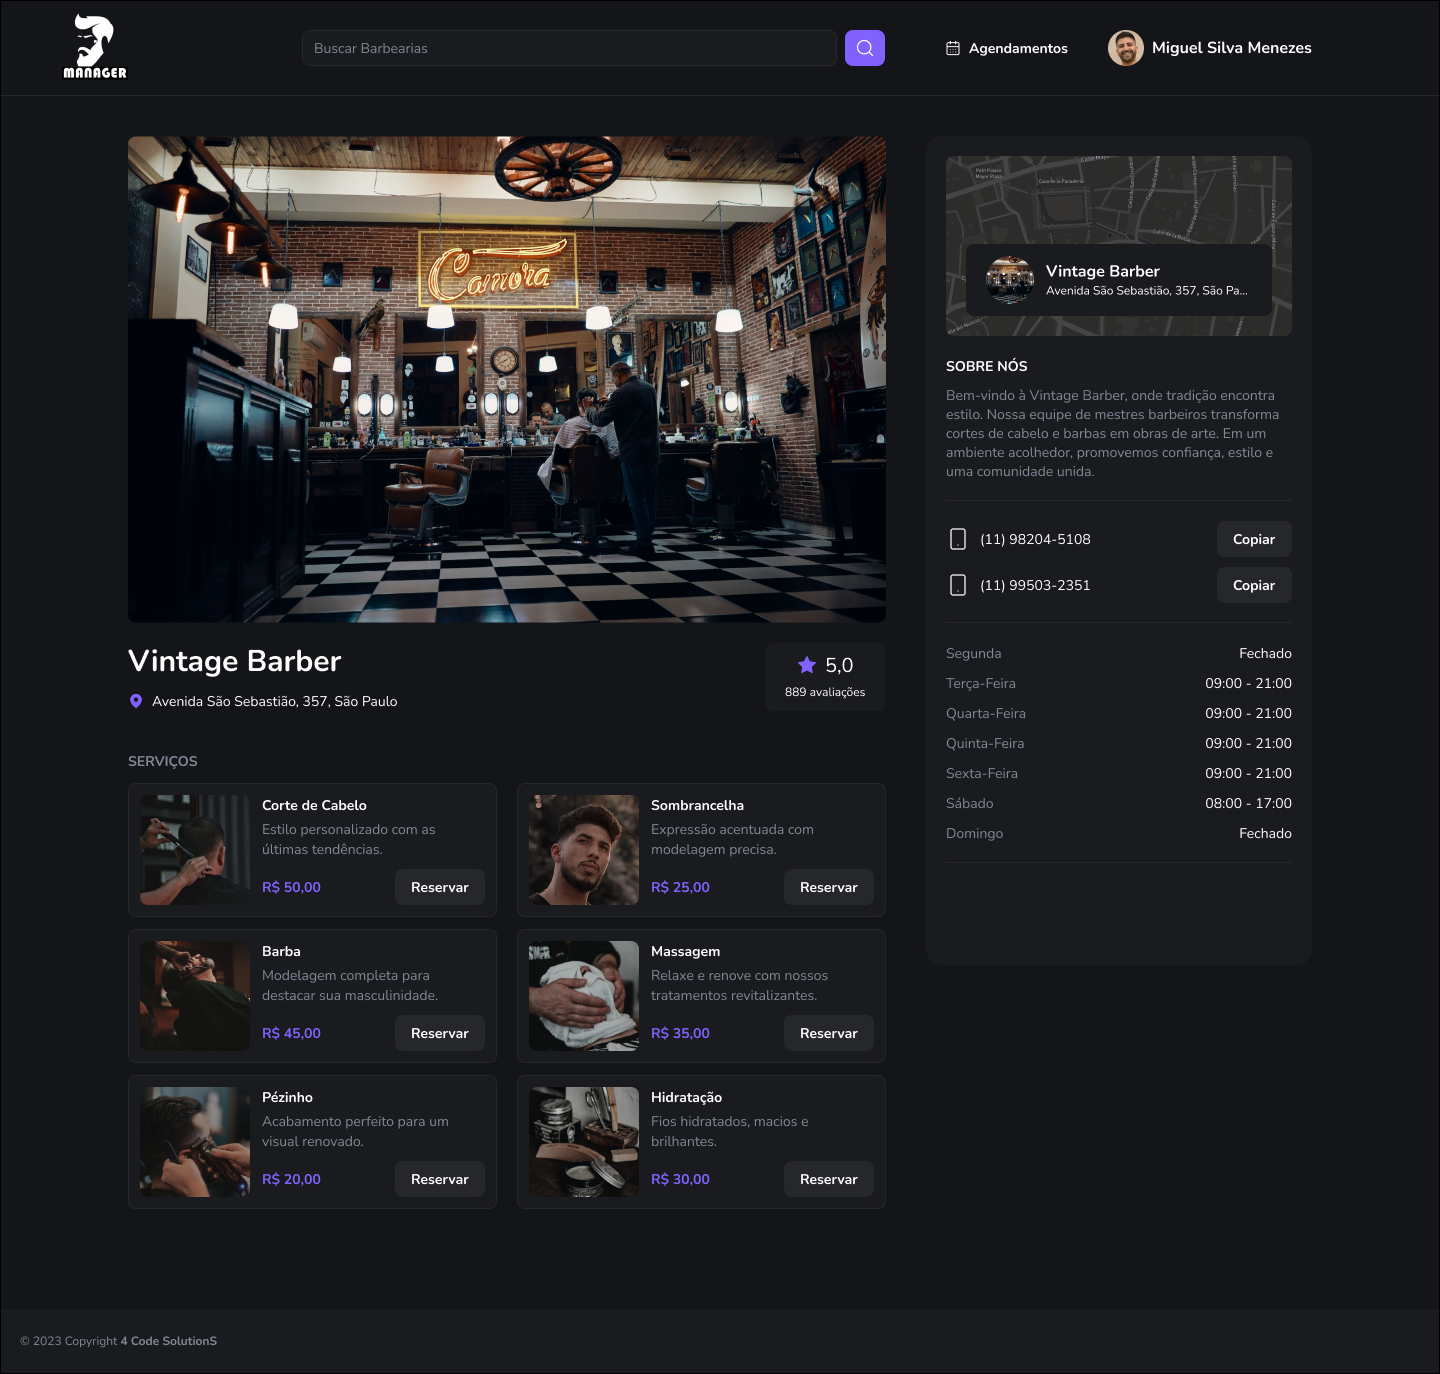 MANAGER
Buscar Barbearias
Agendamentos
Miguel Silva Menezes
Vintage Barber
Avenida São Sebastião, 357, São Paulo
5,0
889 avaliações
SERVIÇOS
Corte de Cabelo
Estilo personalizado com as
últimas tendências.
R$ 50,00
Reservar
Sombrancelha
Expressão acentuada com
modelagem precisa.
R$ 25,00
Reservar
Barba
Modelagem completa para
destacar sua masculinidade.
R$ 45,00
Reservar
Massagem
Relaxe e renove com nossos
tratamentos revitalizantes.
R$ 35,00
Reservar
Pézinho
Acabamento perfeito para um
visual renovado.
R$ 20,00
Reservar
Hidratação
Fios hidratados, macios e
brilhantes.
R$ 30,00
Reservar
Petit Palace
Mayor Plaza
Casa de la Panadería
Vintage Barber
Avenida São Sebastião, 357, São Pa...
SOBRE NÓS
Bem-vindo à Vintage Barber, onde tradição encontra
estilo. Nossa equipe de mestres barbeiros transforma
cortes de cabelo e barbas em obras de arte. Em um
ambiente acolhedor, promovemos confiança, estilo e
uma comunidade unida.
(11) 98204-5108
Copiar
(11) 99503-2351
Copiar
Segunda
Fechado
Terça-Feira
09:00 - 21:00
Quarta-Feira
09:00 - 21:00
Quinta-Feira
09:00 - 21:00
Sexta-Feira
09:00 - 21:00
Sábado
08:00 - 17:00
Domingo
Fechado
© 2023 Copyright 4 Code SolutionS